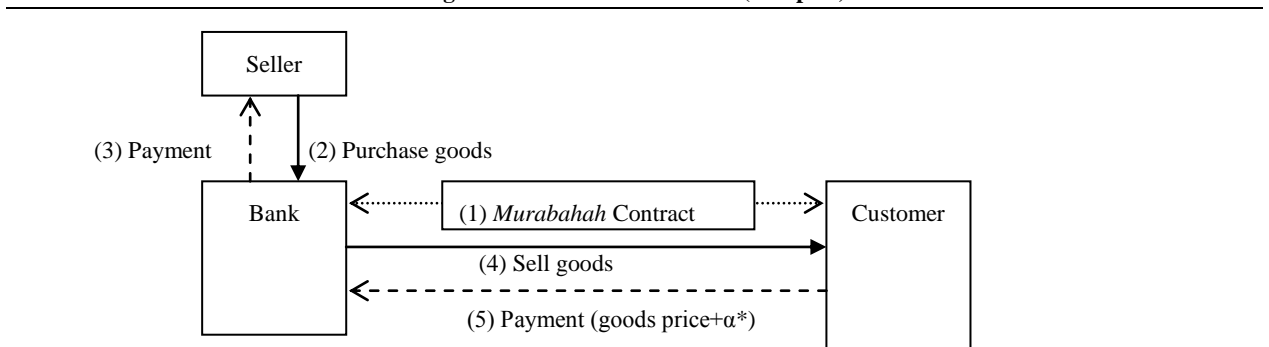 Seller
(3) Payment
(2) Purchase goods
Bank
(1) Murabahah Contract
Customer
(4) Sell goods
(5) Payment (goods price+α*)